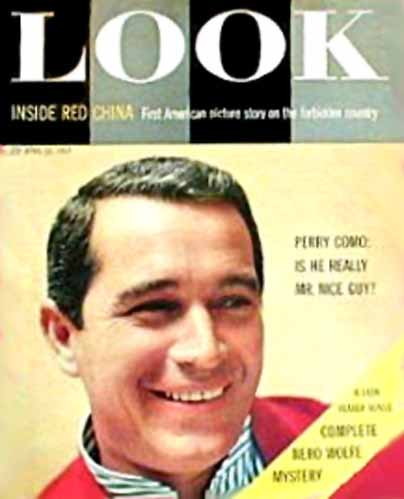 LOOK
INSIDE RED CHINA First American picture story on the forbidden country
PERRY COMO:
IS HE REALLY
MR. NICE GUY?
A LOOK
COMPLETE
NERO WOLFE
MYSTERY